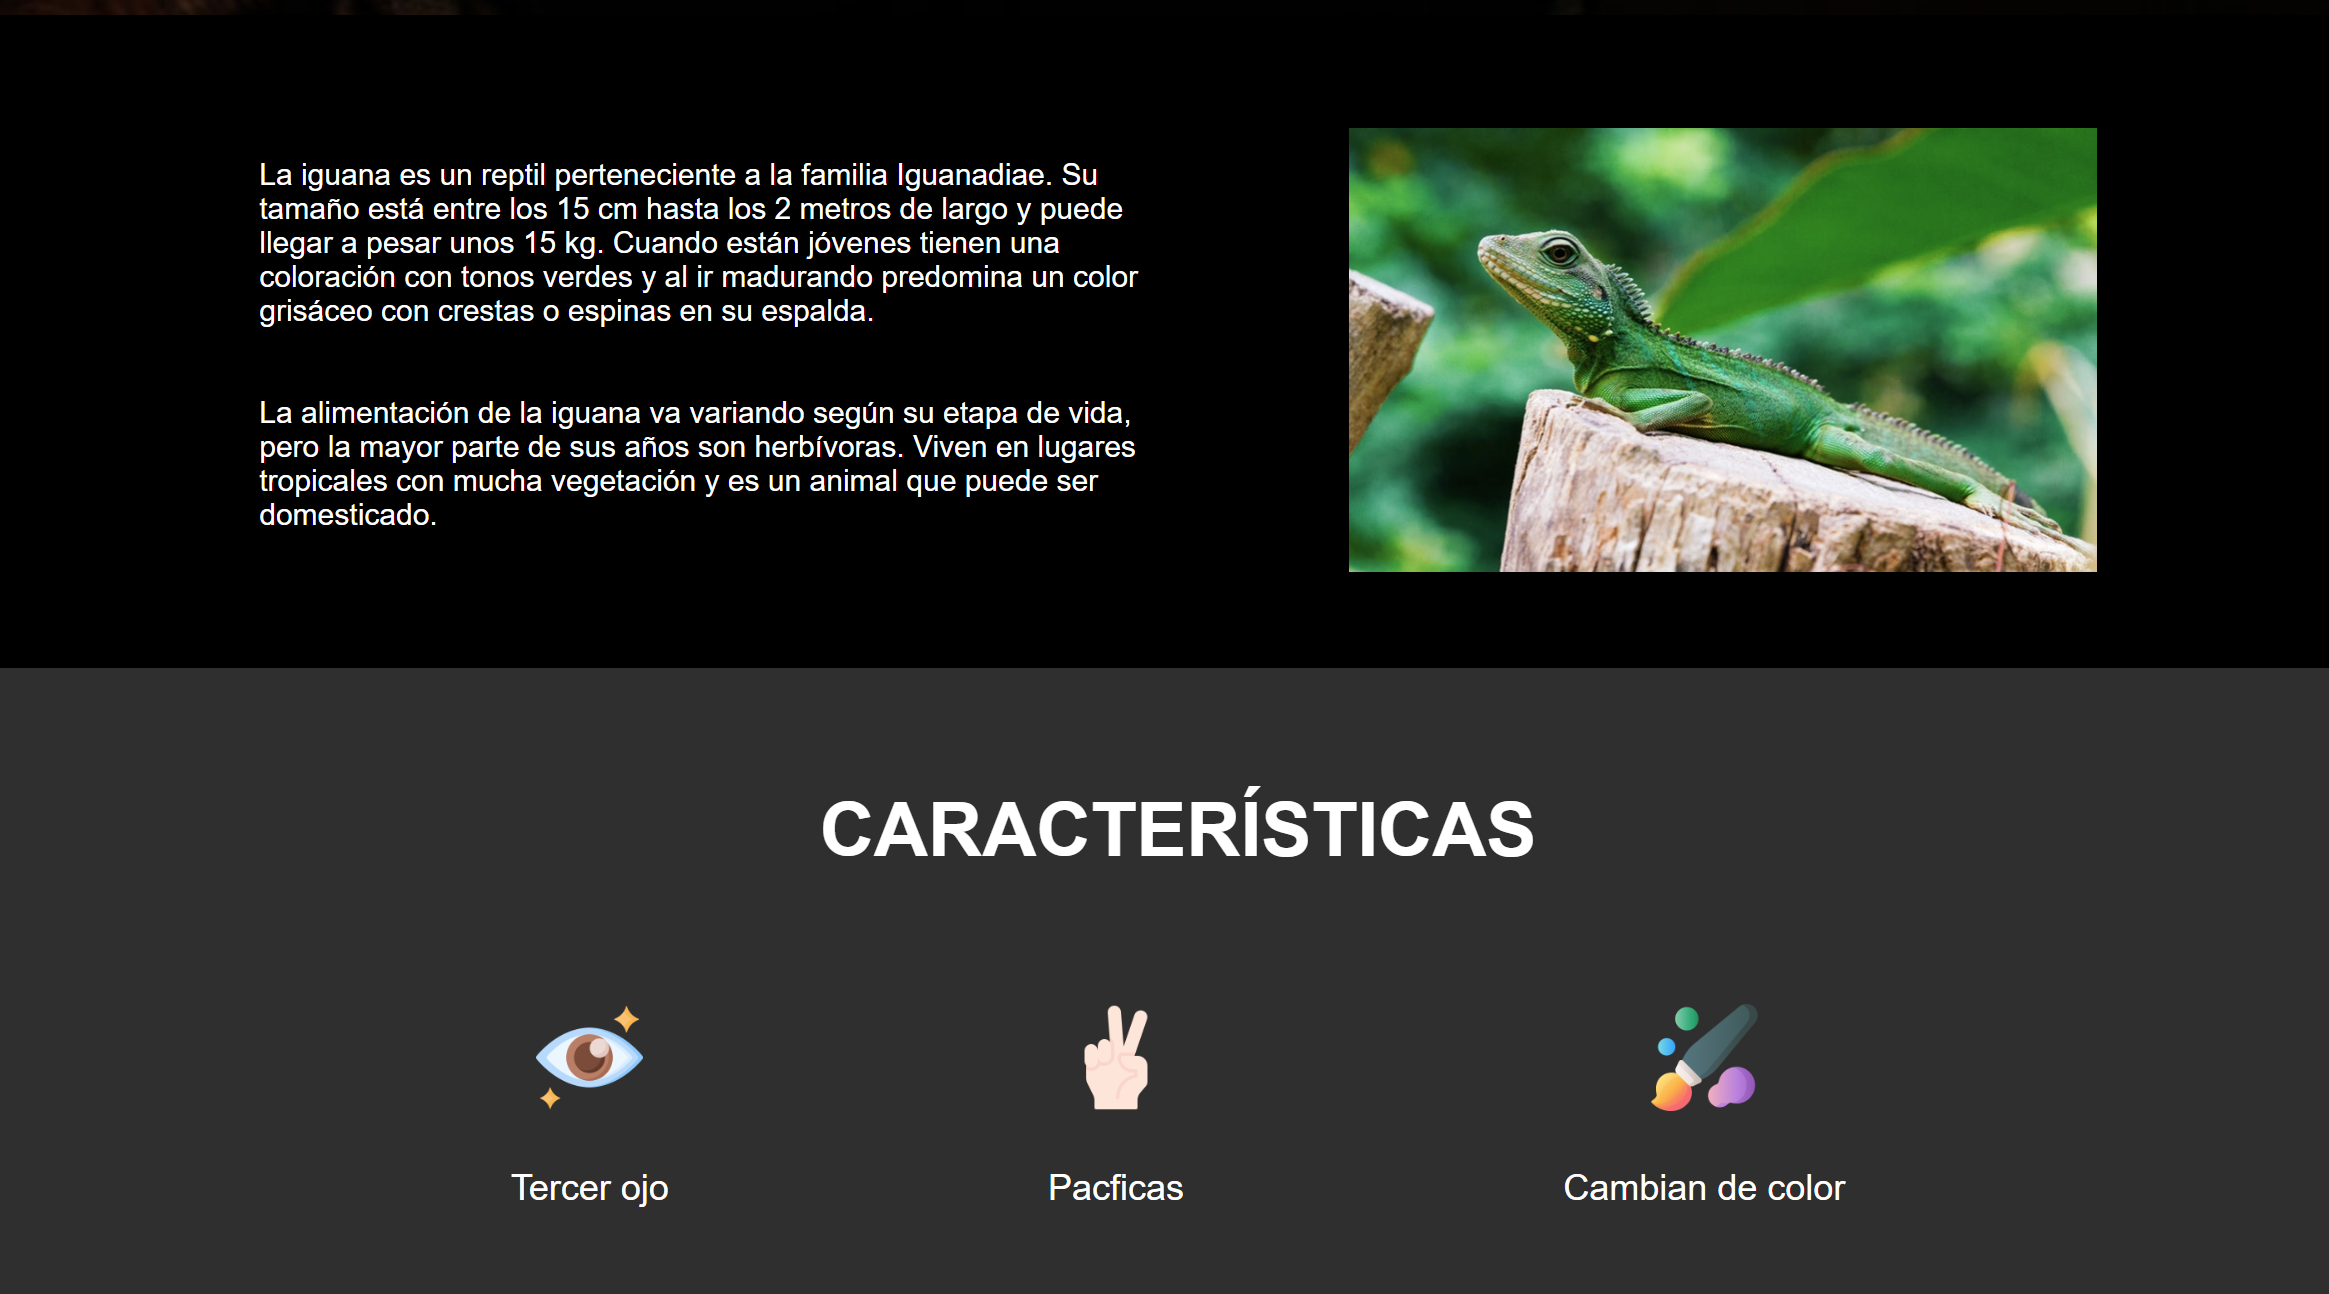 La iguana es un reptil perteneciente a la familia Iguanadiae. Su
tamaño está entre los 15 cm hasta los 2 metros de largo y puede
llegar a pesar unos 15 kg. Cuando están jóvenes tienen una
coloración con tonos verdes y al ir madurando predomina un color
grisáceo con crestas o espinas en su espalda.
La alimentación de la iguana va variando según su etapa de vida,
pero la mayor parte de sus años son herbívoras. Viven en lugares
tropicales con mucha vegetación y es un animal que puede ser
domesticado.
CARACTERÍSTICAS
Tercer ojo
Pacficas
Cambian de color